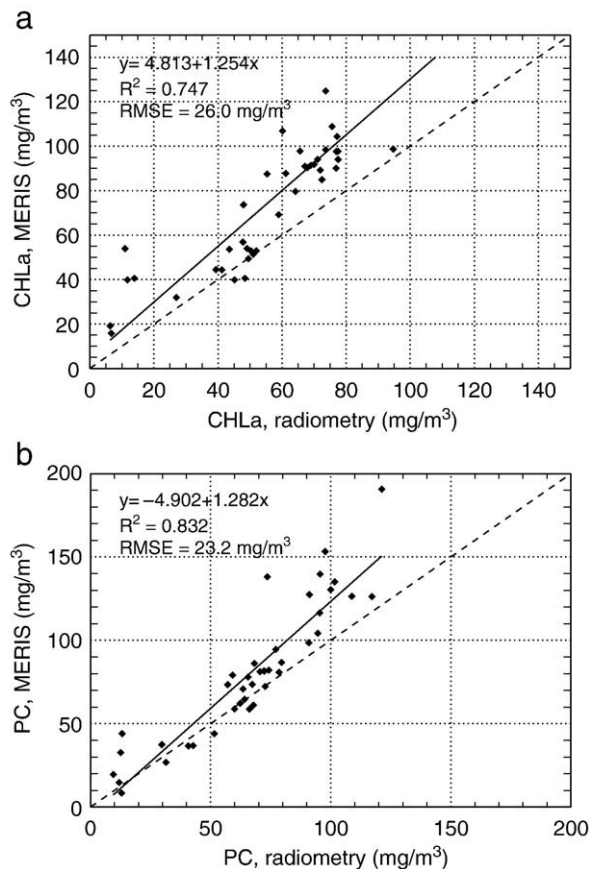 a
140
120
100
80
60
40
20
0
CHLa, MERIS (mg/m³)
y= 4.813+1.254x
R² = 0.747
RMSE = 26.0 mg/m³
0 20 40 60 80 100 120 140
CHLa, radiometry (mg/m³)
b
200
150
100
50
0
PC, MERIS (mg/m³)
y= −4.902+1.282x
R² = 0.832
RMSE = 23.2 mg/m³
0 50 100 150 200
PC, radiometry (mg/m³)